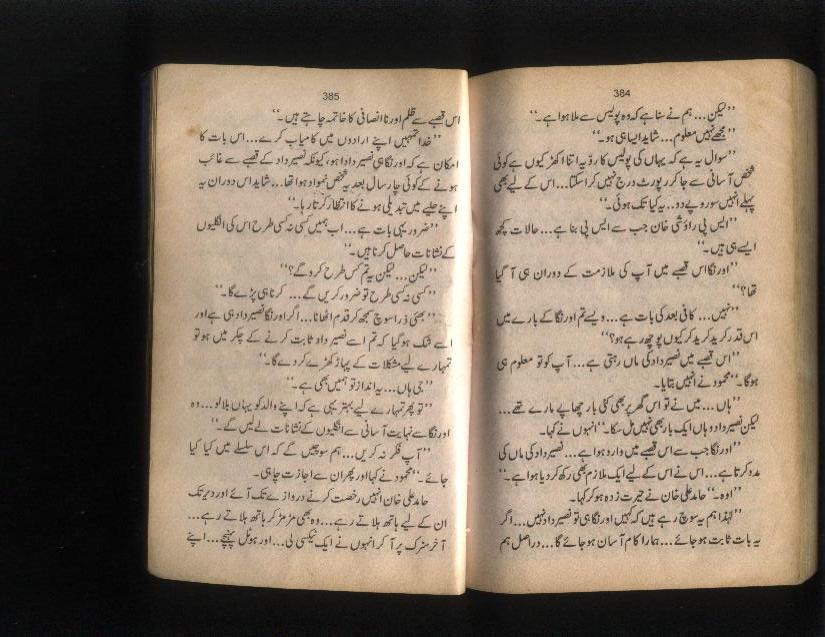 384
”لیکن... ہم نے سنا ہے کہ وہ پولیس سے ملا ہوا ہے۔“
”مجھے نہیں معلوم... شاید ایسا ہی ہو۔“
”سوال یہ ہے کہ یہاں کی پولیس کا رویہ اتنا اکھڑ کیوں ہے کوئی
شخص آسانی سے جا کر رپورٹ درج نہیں کرا سکتا... اس کے لیے بھی
پہلے انہیں سو روپے دو... یہ کیا تک ہوئی۔“
”ایس پی راؤشی خان جب سے ایس پی بنا ہے... حالات کچھ
ایسے ہی ہیں۔“
”اور نگا اس قصبے میں آپ کی ملازمت کے دوران ہی آ گیا
تھا؟“
”نہیں... کافی بعد کی بات ہے... ویسے تم اور نگا کے بارے میں
اس قدر کرید کرید کر کیوں پوچھ رہے ہو؟“
”اس قصبے میں نصیر داد کی ماں رہتی ہے... آپ کو تو معلوم ہی
ہوگا۔“ محمود نے انہیں بتایا۔
”ہاں... میں نے تو اس گھر پر بھی کئی بار چھاپے مارے تھے...
لیکن نصیر داد وہاں ایک بار بھی نہیں مل سکا۔“ انہوں نے کہا۔
”اور نگا جب سے اس قصبے میں وارد ہوا ہے... نصیر داد کی ماں کی
مدد کرتا ہے... اس نے اس کے لیے ایک ملازم بھی رکھ کر دیا ہوا ہے۔“
”اوہ۔“ حامد علی خان نے حیرت زدہ ہو کر کہا۔
”لہٰذا ہم یہ سوچ رہے ہیں کہ کہیں اور نگا ہی تو نصیر داد نہیں... اگر
یہ بات ثابت ہو جائے... ہمارا کام آسان ہو جائے گا... دراصل ہم
385
اس قصبے سے ظلم اور نا انصافی کا خاتمہ چاہتے ہیں۔“
”خدا تمہیں اپنے ارادوں میں کامیاب کرے... اس بات کا
امکان ہے کہ اور نگا ہی نصیر داد ہو، کیونکہ نصیر داد کے قصبے سے غائب
ہونے کے کوئی چار سال بعد یہ شخص نمودار ہوا تھا... شاید اس دوران یہ
اپنے حلیے میں تبدیلی ہونے کا انتظار کرتا رہا۔“
”ضرور یہی بات ہے... اب ہمیں کسی نہ کسی طرح اس کی انگلیوں
کے نشانات حاصل کرنا ہیں۔“
”لیکن... لیکن یہ تم کس طرح کرو گے؟“
”کسی نہ کسی طرح تو ضرور کریں گے... کرنا ہی پڑے گا۔“
”بھئی ذرا سوچ سمجھ کر قدم اٹھانا... اگر اور نگا نصیر داد ہی ہے اور
اسے شک ہو گیا کہ تم اسے نصیر داد ثابت کرنے کے چکر میں ہو تو
تمہارے لیے مشکلات کے پہاڑ کھڑے کر دے گا۔“
”جی ہاں... یہ اندازہ تو ہمیں بھی ہے۔“
”تو پھر تمہارے لیے بہتر یہی ہے کہ اپنے والد کو یہاں بلا لو... وہ
اور نگا سے نہایت آسانی سے انگلیوں کے نشانات لے لیں گے۔“
”آپ فکر نہ کریں... ہم سوچیں گے کہ اس سلسلے میں کیا کیا
جائے۔“ محمود نے کہا اور پھر ان سے اجازت چاہی۔
حامد علی خان انہیں رخصت کرنے دروازے تک آئے اور دیر تک
ان کے لیے ہاتھ ہلاتے رہے... وہ بھی مڑ مڑ کر ہاتھ ہلاتے رہے...
آخر سڑک پر آ کر انہوں نے ایک ٹیکسی لی... اور ہوٹل پہنچے... اپنے